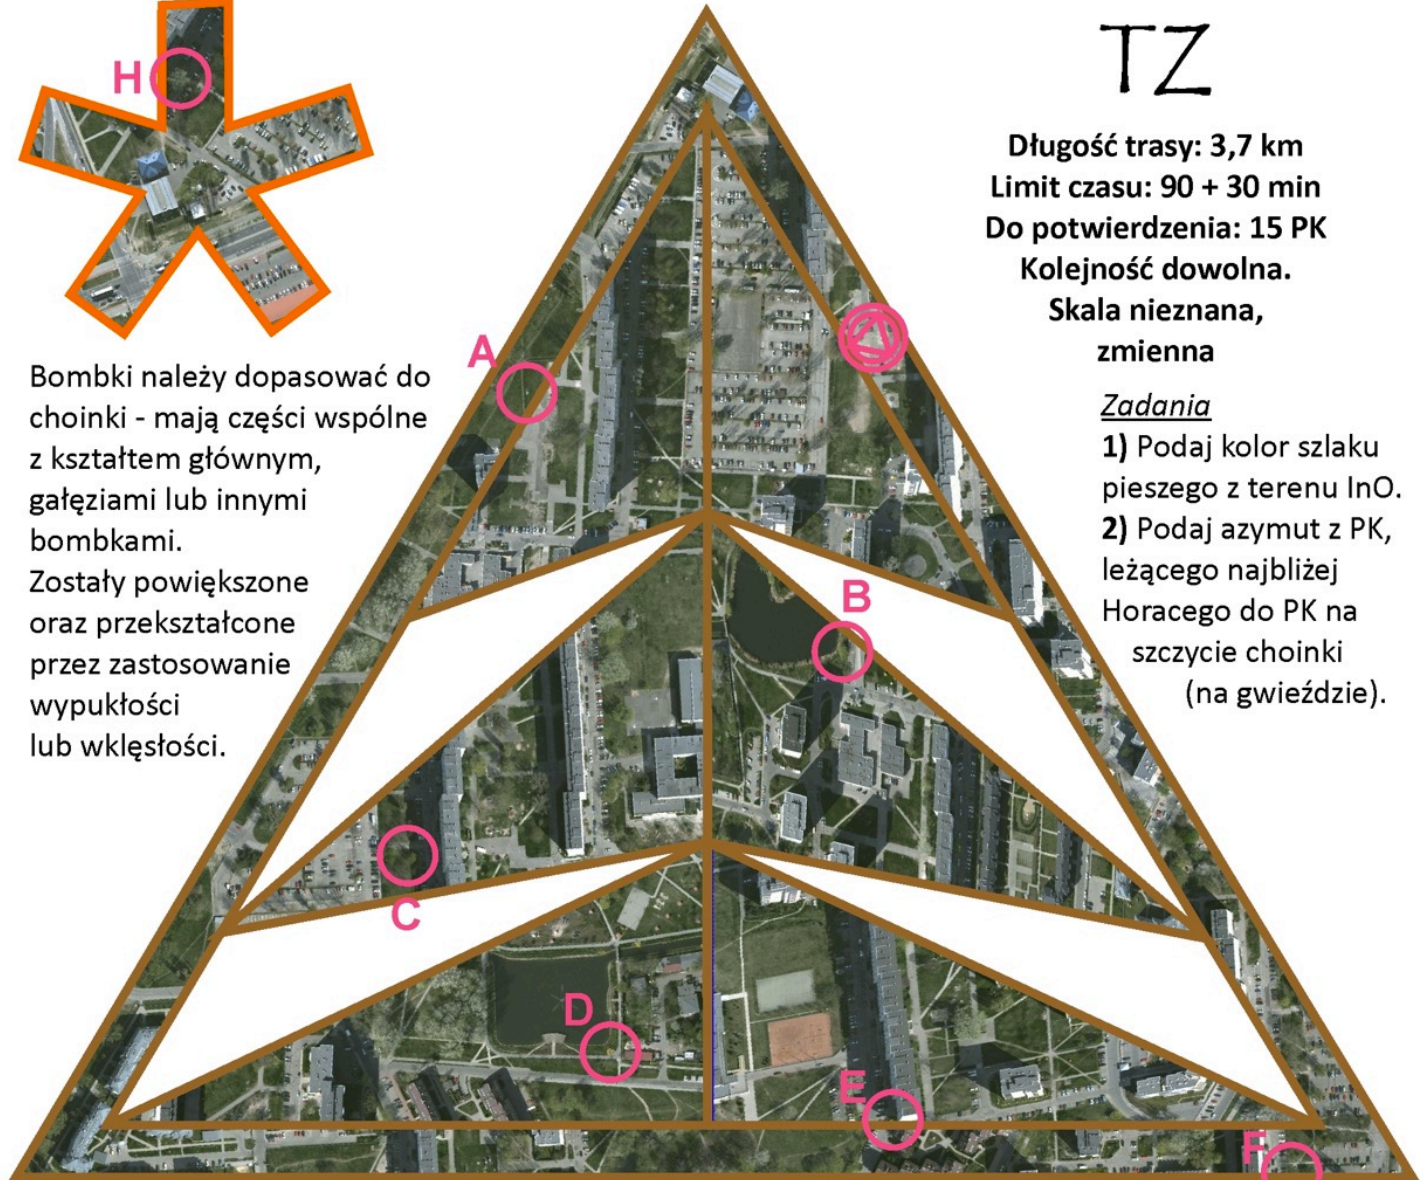 TZ
Długość trasy: 3,7 km
Limit czasu: 90 + 30 min
Do potwierdzenia: 15 PK
Kolejność dowolna.
Skala nieznana,
zmienna
Zadania
1) Podaj kolor szlaku
pieszego z terenu InO.
2) Podaj azymut z PK,
leżącego najbliżej
Horacego do PK na
szczycie choinki
(na gwieździe).
H
Bombki należy dopasować do
choinki - mają części wspólne
z kształtem głównym,
gałęziami lub innymi
bombkami.
Zostały powiększone
oraz przekształcone
przez zastosowanie
wypukłości
lub wklęsłości.
A
B
C
D
E
F